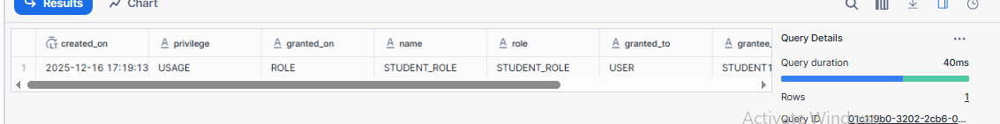 Results Chart
created_on privilege granted_on name role granted_to grantee_
1 2025-12-16 17:19:13 USAGE ROLE STUDENT_ROLE STUDENT_ROLE USER STUDENT1
Query Details ...
Query duration 40ms
Rows 1
Query ID 01c119b0-3202-2cb6-0...
Activate Windows